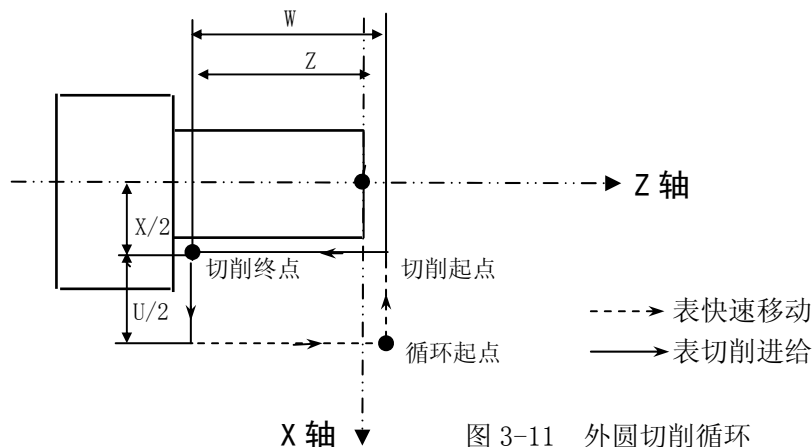 W
Z
Z 轴
X/2
切削终点
切削起点
U/2
表快速移动
循环起点
表切削进给
X 轴
图 3-11 外圆切削循环